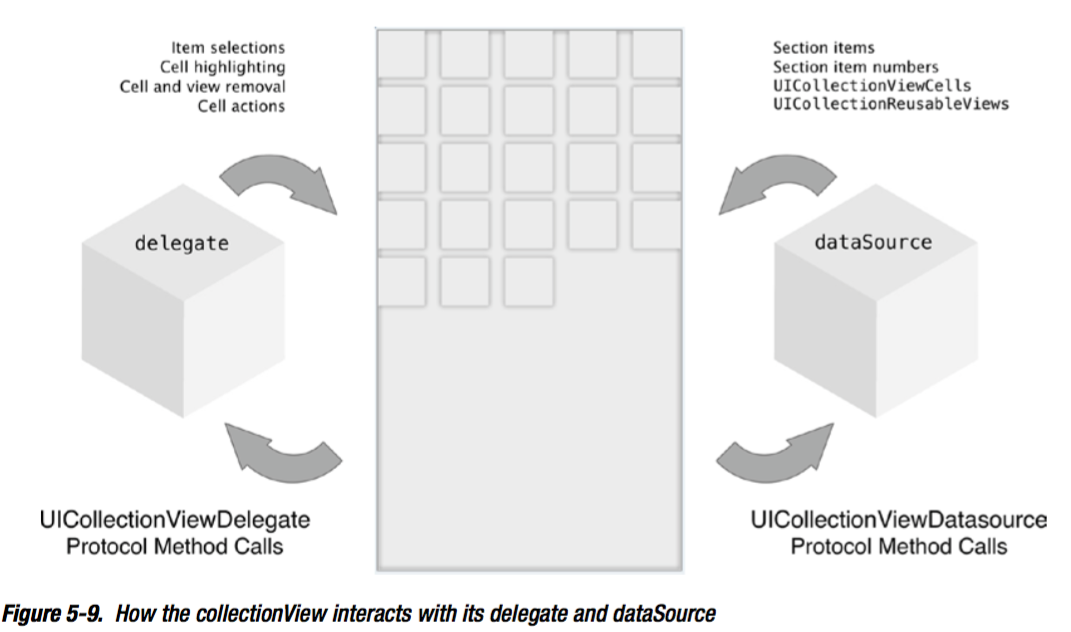 Item selections
Cell highlighting
Cell and view removal
Cell actions
Section items
Section item numbers
UICollectionViewCells
UICollectionReusableViews
delegate
dataSource
UICollectionViewDelegate
Protocol Method Calls
UICollectionViewDatasource
Protocol Method Calls
Figure 5-9. How the collectionView interacts with its delegate and dataSource